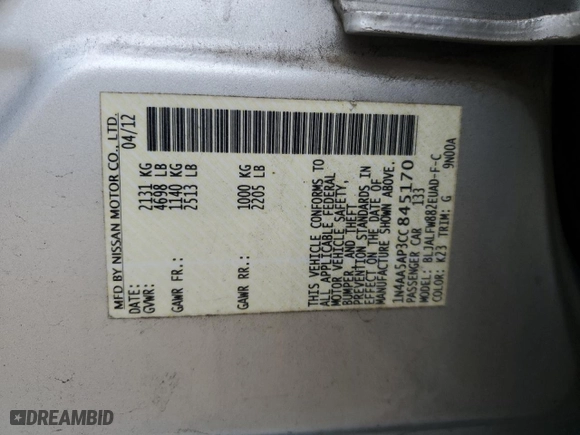 MFD BY NISSAN MOTOR CO., LTD.
DATE: 04/12
GVWR: 2131 KG
4698 LB
GAWR FR.: 1140 KG
2513 LB
GAWR RR.: 1000 KG
2205 LB
THIS VEHICLE CONFORMS TO
ALL APPLICABLE FEDERAL
MOTOR VEHICLE SAFETY,
BUMPER, AND THEFT
PREVENTION STANDARDS IN
EFFECT ON THE DATE OF
MANUFACTURE SHOWN ABOVE.
1N4AA5AP3CC845170
PASSENGER CAR 133
MODEL: BLJALFW882EUAD-F-C
COLOR: K23 TRIM: G 9N00A
DREAMBID